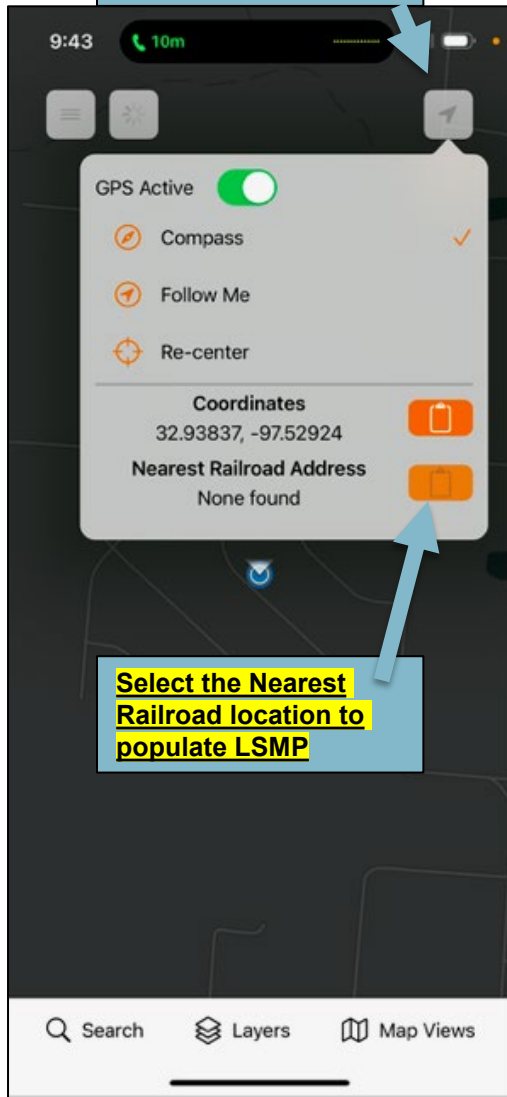 9:43
10m
GPS Active
Compass
Follow Me
Re-center
Coordinates
32.93837, -97.52924
Nearest Railroad Address
None found
Select the Nearest
Railroad location to
populate LSMP
Search Layers Map Views